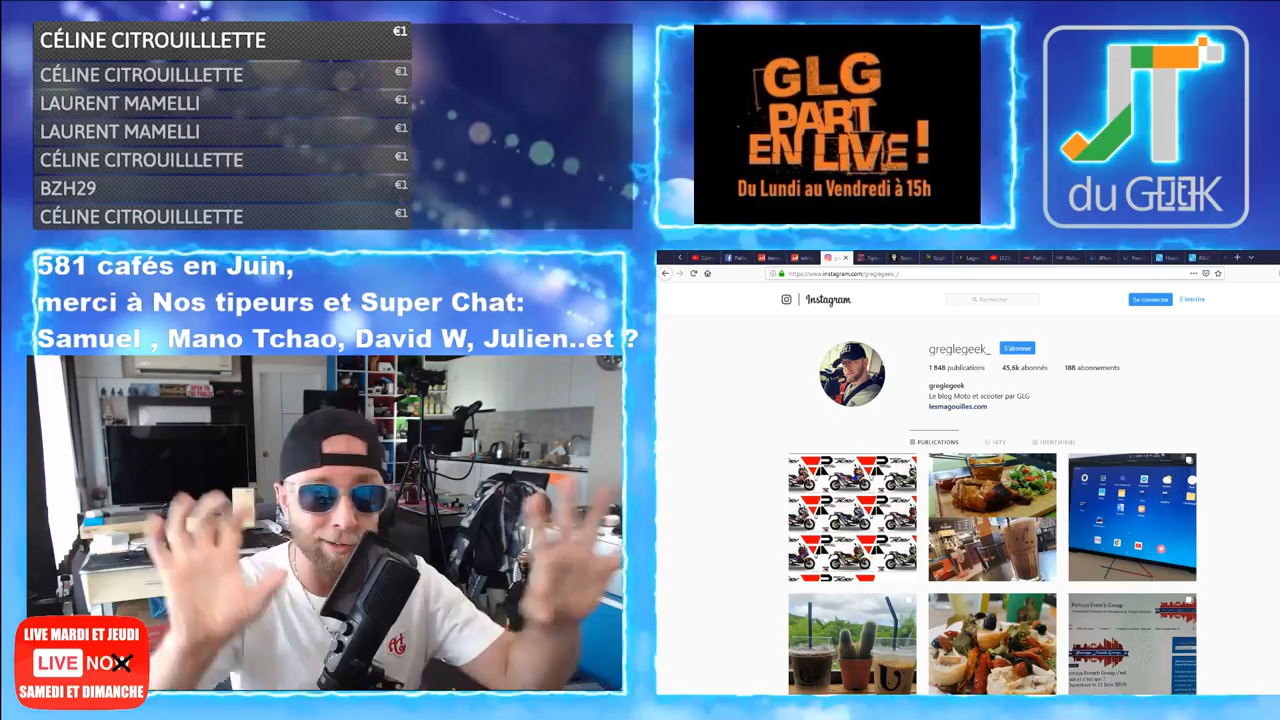 CÉLINE CITROUILLLETTE €1
CÉLINE CITROUILLLETTE €1
LAURENT MAMELLI €1
LAURENT MAMELLI €1
CÉLINE CITROUILLLETTE €1
BZH29 €1
CÉLINE CITROUILLLETTE €1
GLG
PART
EN LIVE !
Du Lundi au Vendredi à 15h
JT
du GEEK
581 cafés en Juin,
merci à Nos tipeurs et Super Chat:
Samuel , Mano Tchao, David W, Julien..et ?
https://www.instagram.com/greglegeek_/
Instagram
Rechercher
Se connecter
S'inscrire
greglegeek_
S'abonner
1 848 publications 45,6k abonnés 188 abonnements
greglegeek
Le blog Moto et scooter par GLG
lesmagouilles.com
PUBLICATIONS IGTV IDENTIFIÉ(E)
Pattaya French Group
LIVE MARDI ET JEUDI
LIVE NOW
SAMEDI ET DIMANCHE